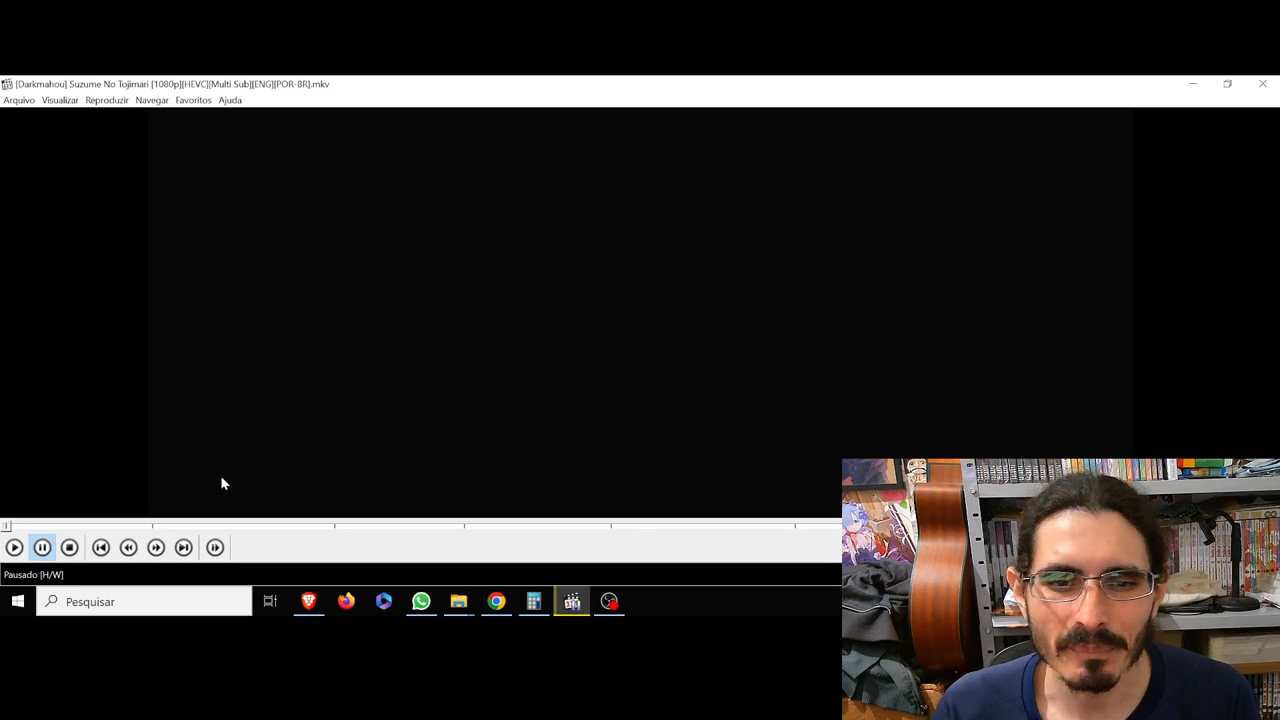 [Darkmahou] Suzume No Tojimari [1080p][HEVC][Multi Sub][ENG][POR-BR].mkv
Arquivo Visualizar Reproduzir Navegar Favoritos Ajuda
Pausado [H/W]
Pesquisar